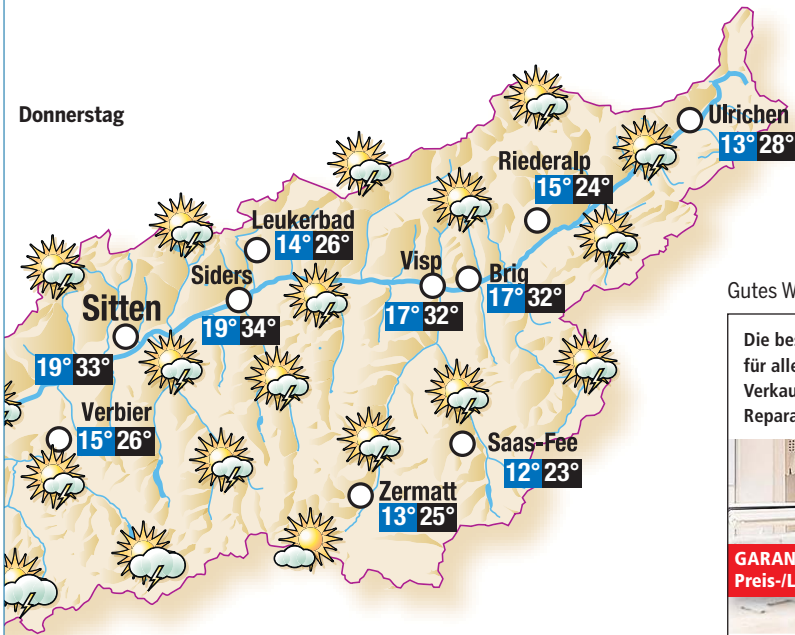 Donnerstag
Ulrichen
13° 28°
Riederalp
15° 24°
Leukerbad
14° 26°
Siders
19° 34°
Visp
17° 32°
Brig
17° 32°
Sitten
19° 33°
Verbier
15° 26°
Saas-Fee
12° 23°
Zermatt
13° 25°
Gutes W
Die bes
für alle
Verkau
Repara
GARAN
Preis-/L